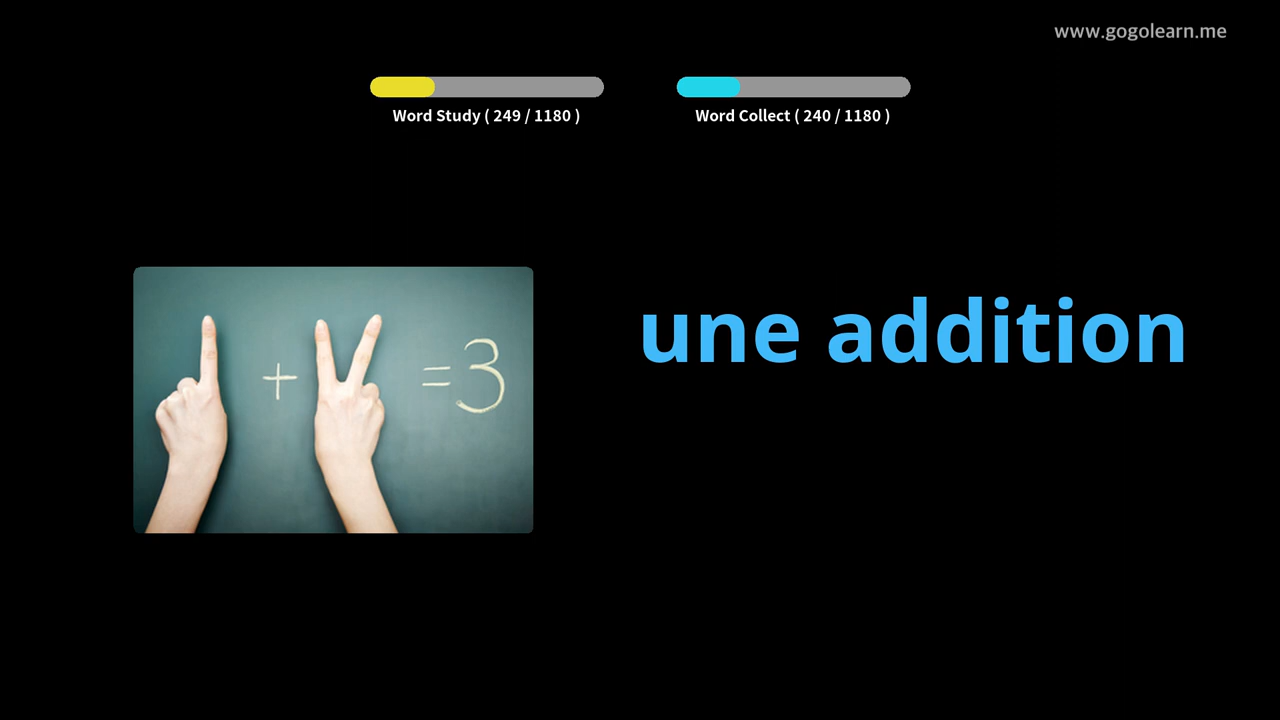 www.gogolearn.me
Word Study ( 249 / 1180 )
Word Collect ( 240 / 1180 )
+ =3
une addition